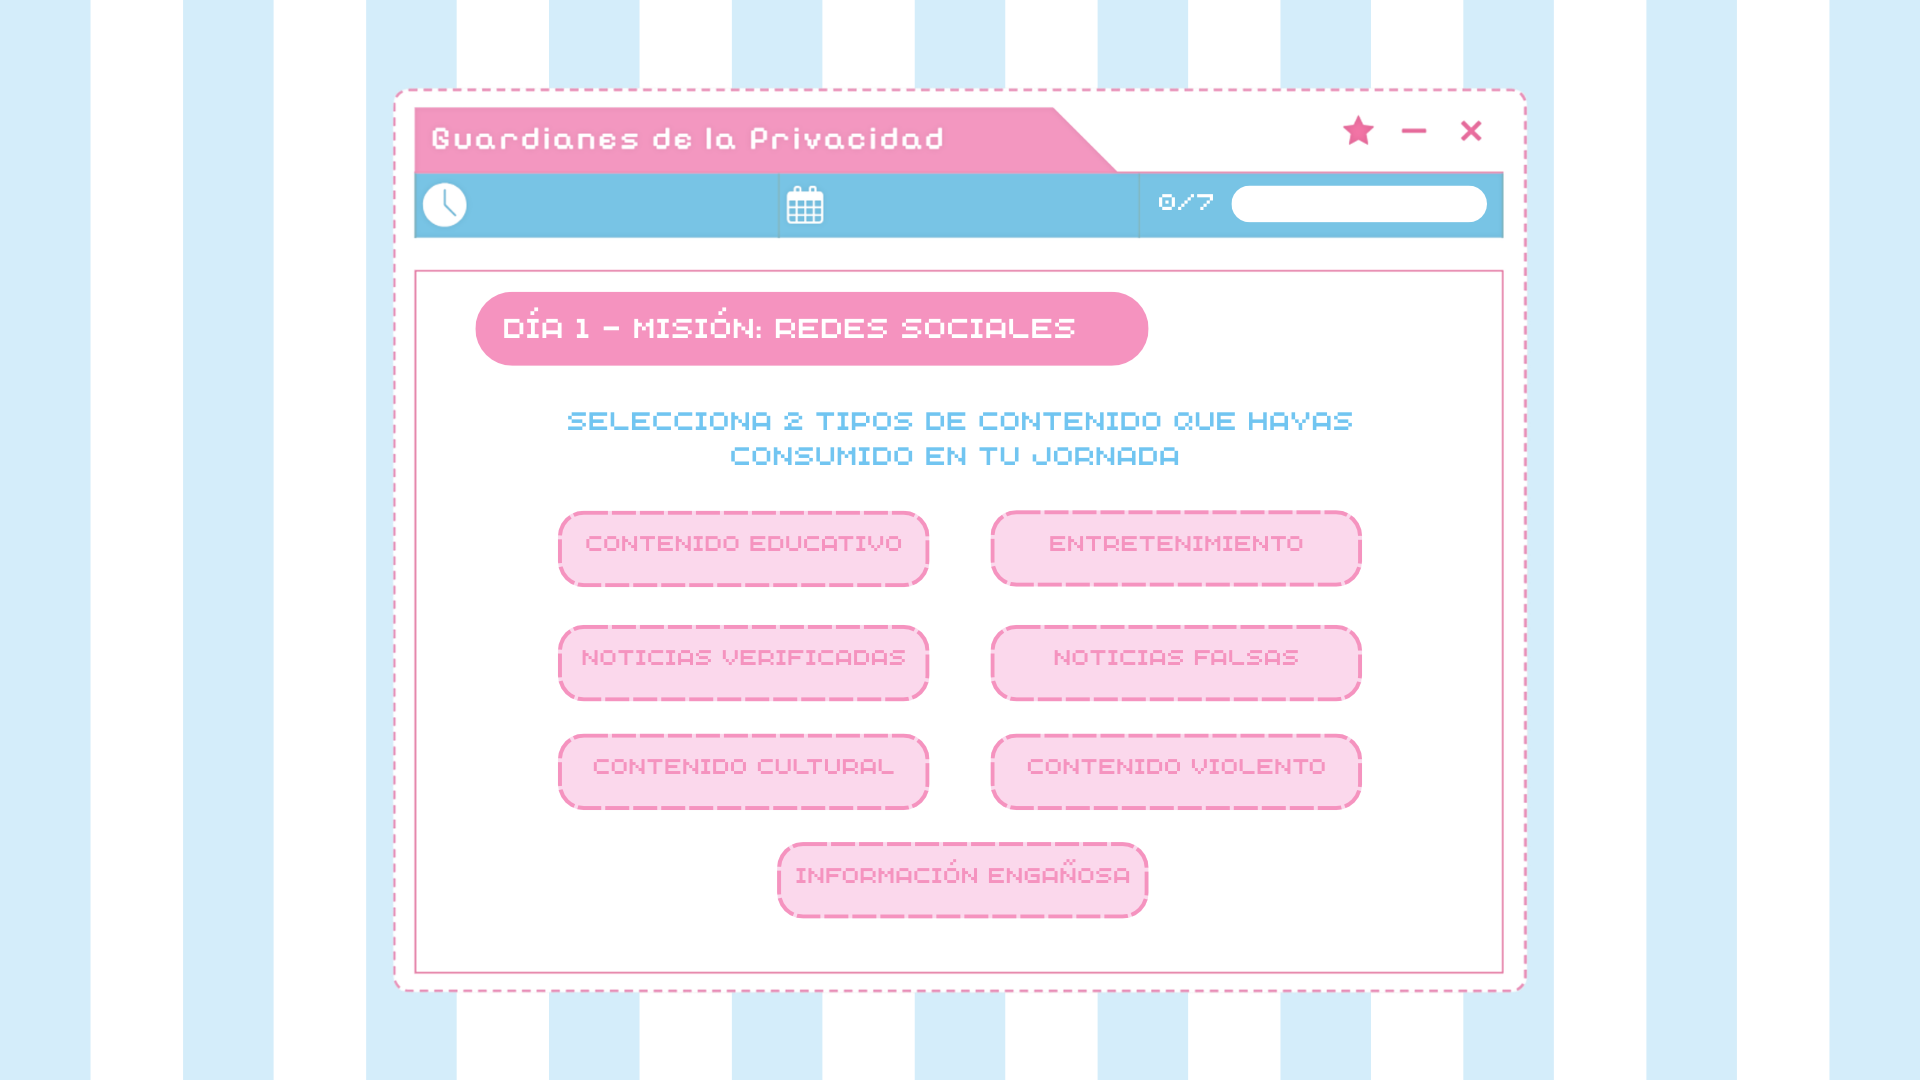 Guardianes de la Privacidad
0/7
DÍA 1 - MISIÓN: REDES SOCIALES
SELECCIONA 2 TIPOS DE CONTENIDO QUE HAYAS
CONSUMIDO EN TU JORNADA
CONTENIDO EDUCATIVO
ENTRETENIMIENTO
NOTICIAS VERIFICADAS
NOTICIAS FALSAS
CONTENIDO CULTURAL
CONTENIDO VIOLENTO
INFORMACIÓN ENGAÑOSA